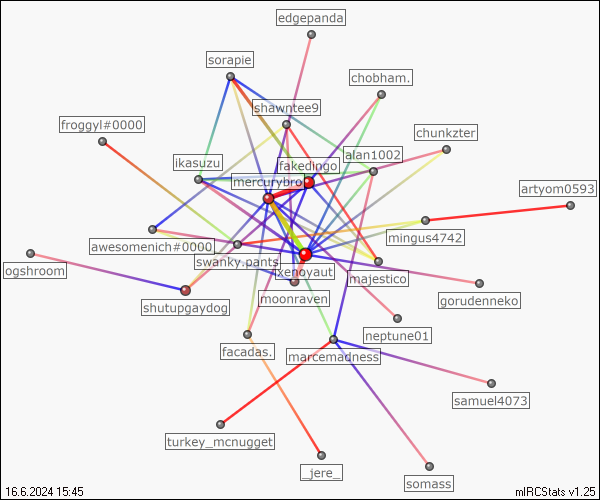 edgepanda
sorapie
chobham.
shawntee9
froggyl#0000
chunkzter
alan1002
ikasuzu
fakedingo
mercurybro
artyom0593
mingus4742
awesomenich#0000
swanky.pants
xenoyaut
ogshroom
majestico
moonraven
gorudenneko
shutupgaydog
neptune01
facadas.
marcemadness
samuel4073
turkey_mcnugget
_jere_
somass
16.6.2024 15:45
mIRCStats v1.25